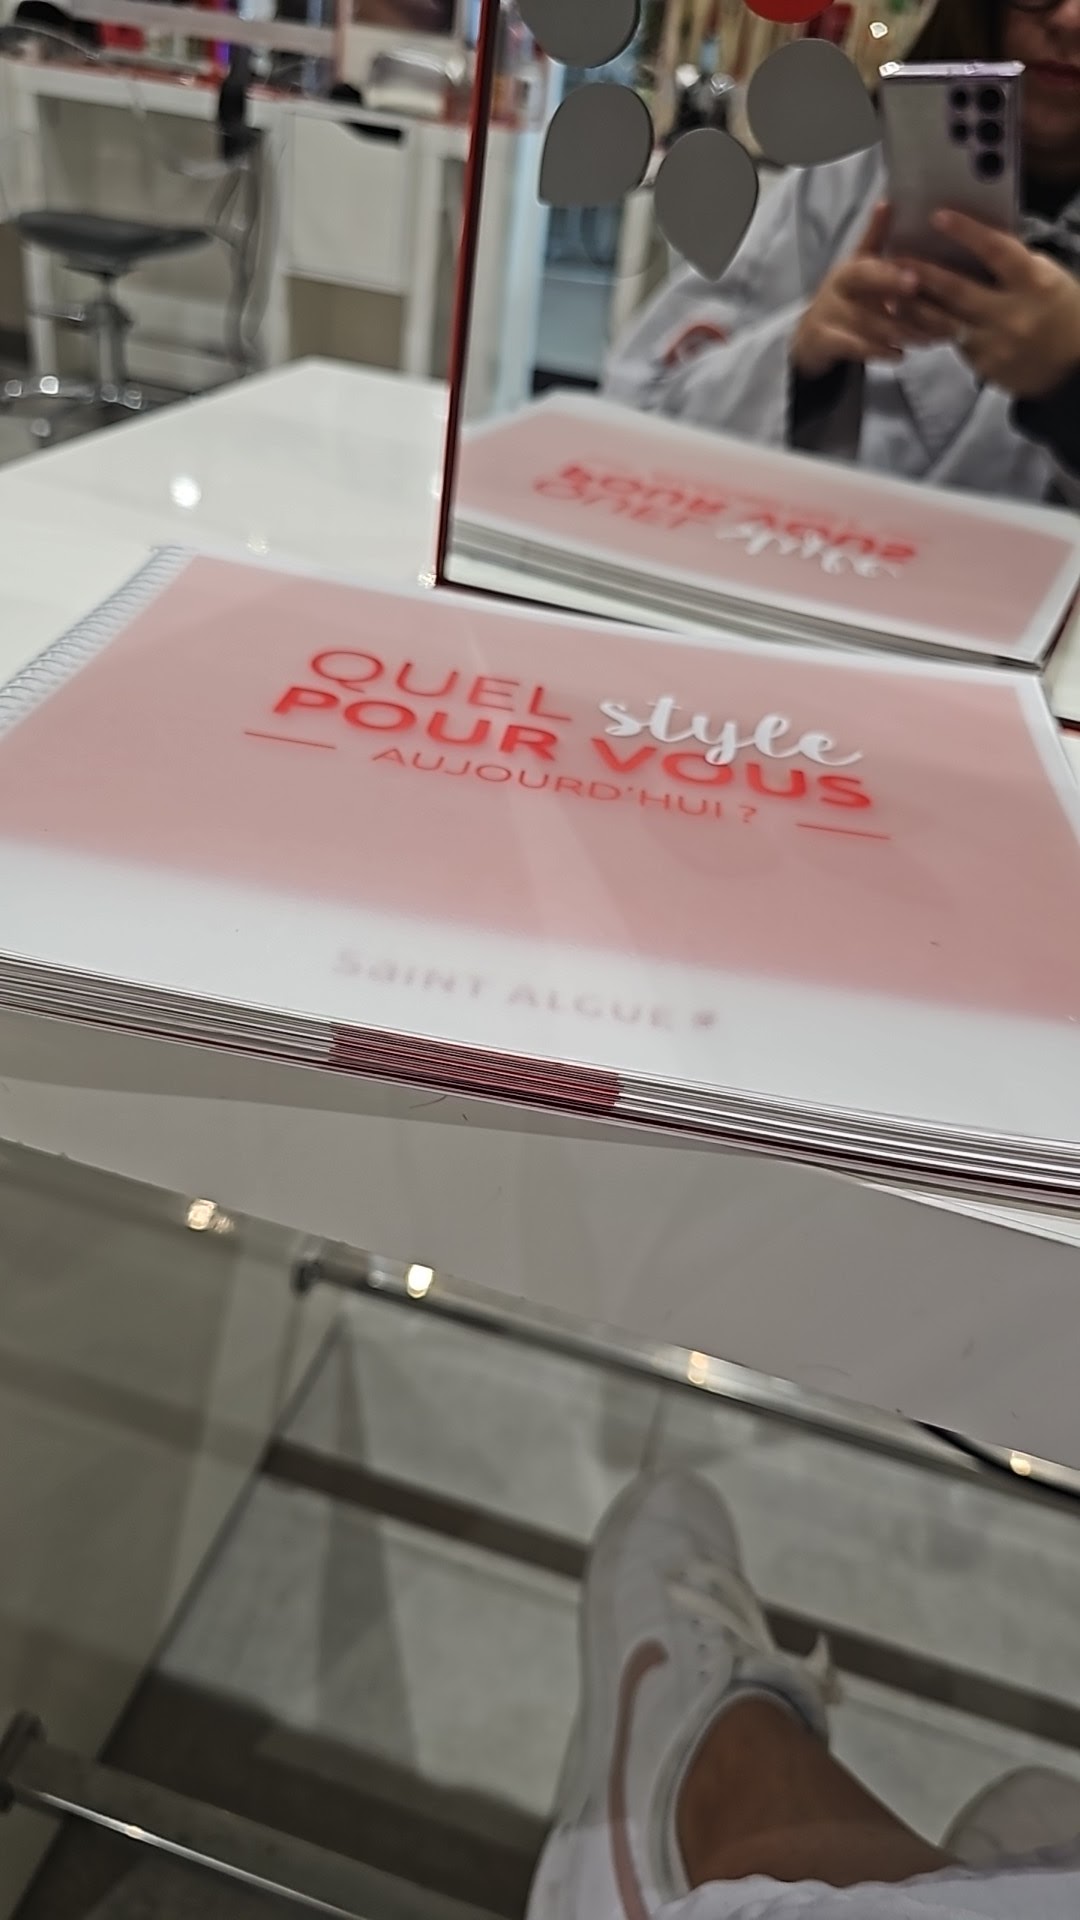 QUEL style
POUR VOUS
AUJOURD'HUI ?
SAINT ALGUE